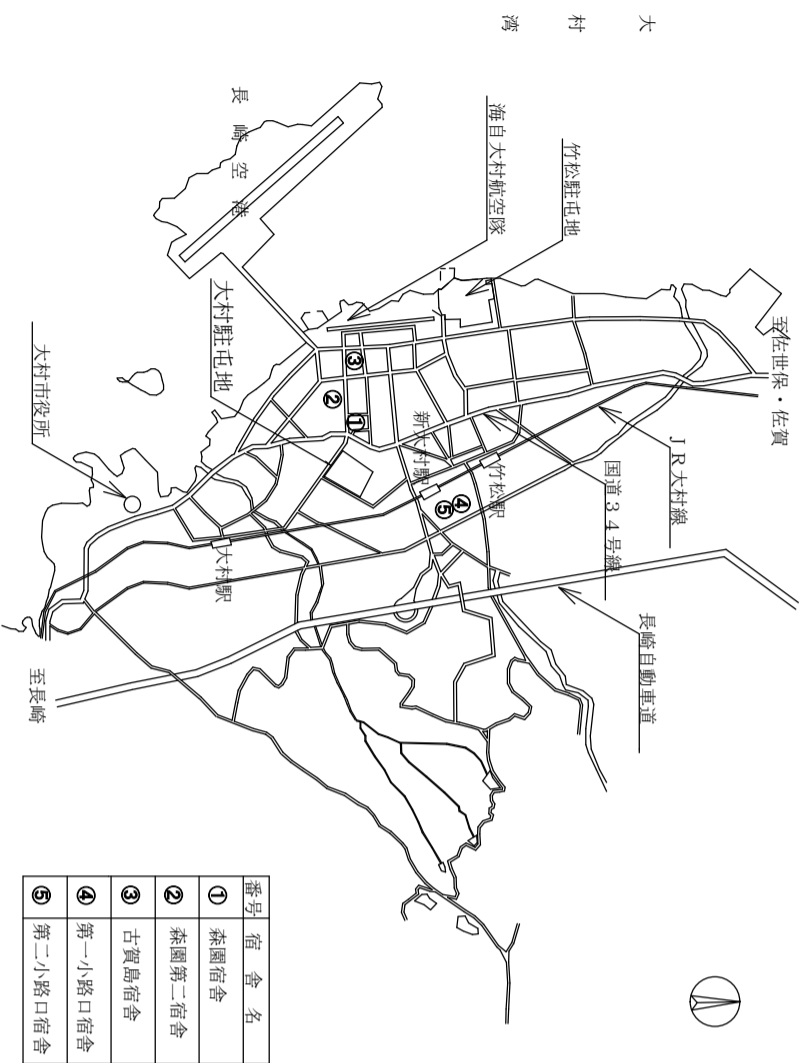 大村湾
長崎空港
海自大村航空隊
竹松駐屯地
大村駐屯地
大村市役所
至佐世保・佐賀
JR大村線
国道34号線
長崎自動車道
新大村駅
竹松駅
大村駅
至長崎
③
②
①
④
⑤
番号 宿舎名
① 森園宿舎
② 森園第二宿舎
③ 古賀島宿舎
④ 第一小路口宿舎
⑤ 第二小路口宿舎